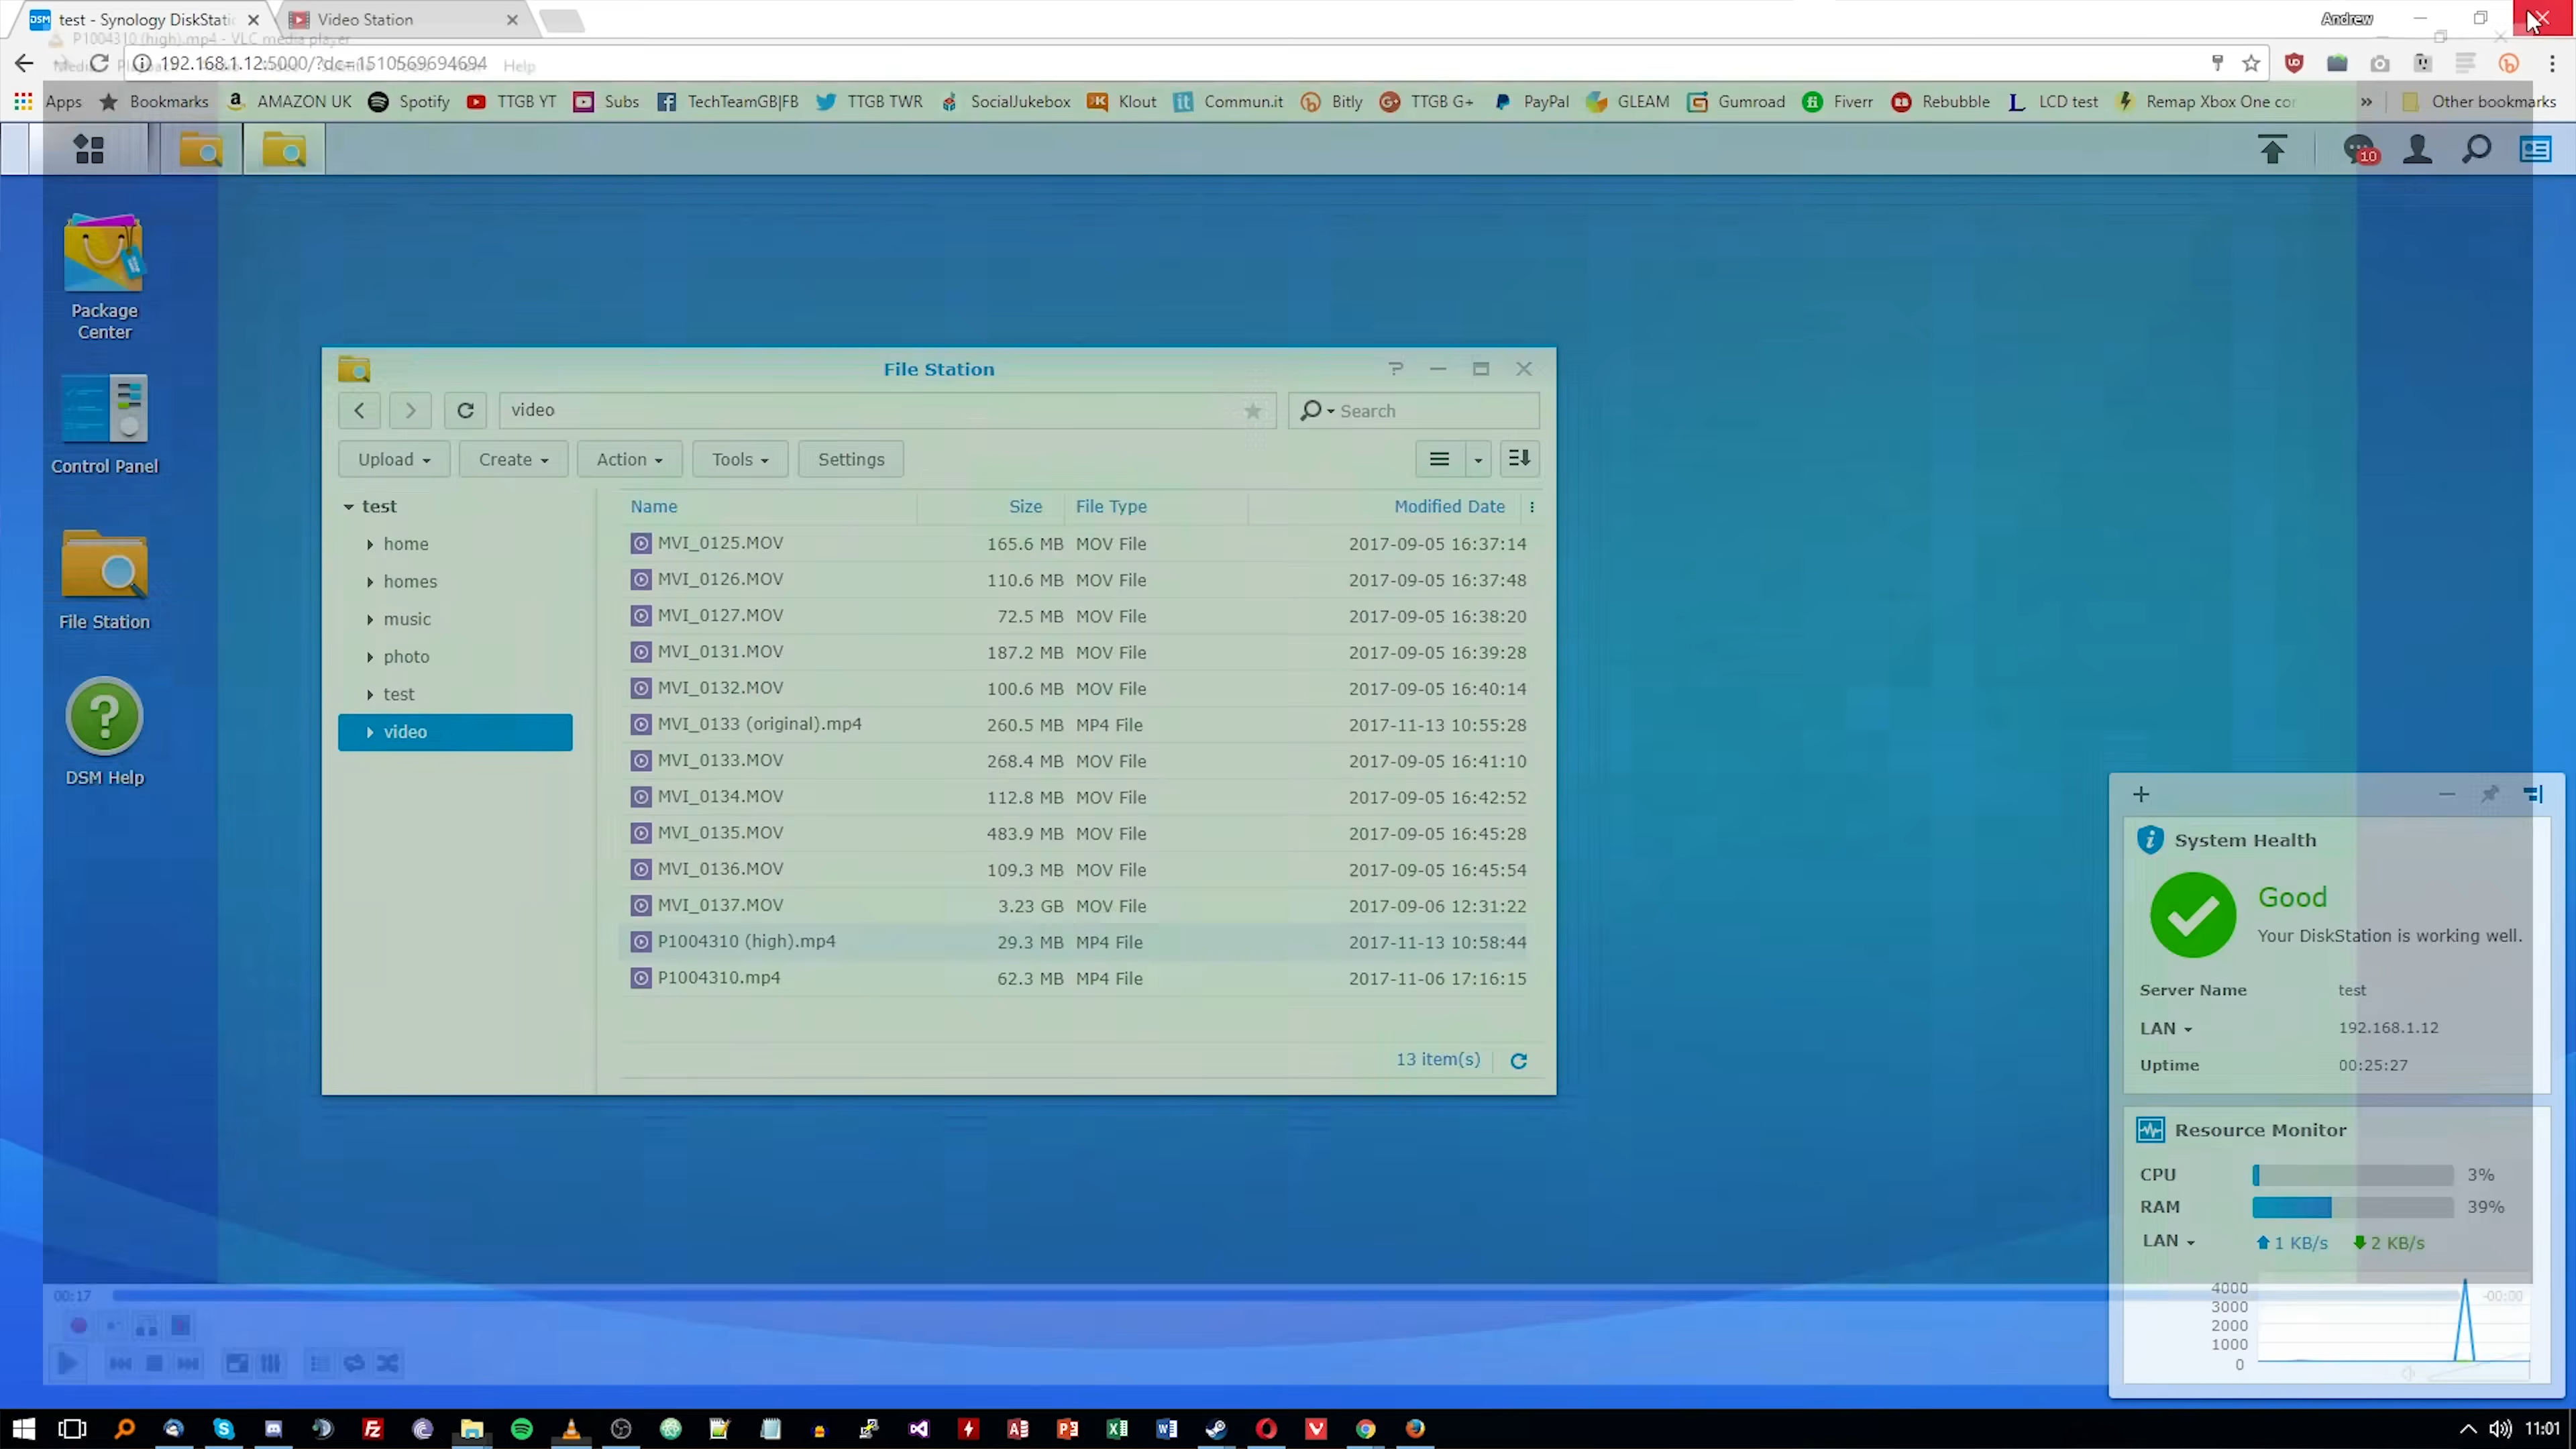 test - Synology DiskStati
Video Station
Andrew
P1004310 (high).mp4 - VLC media player
192.168.1.12:5000/?dc=1510569694694
Help
Apps
Bookmarks
AMAZON UK
Spotify
TTGB YT
Subs
TechTeamGB|FB
TTGB TWR
SocialJukebox
Klout
Commun.it
Bitly
TTGB G+
PayPal
GLEAM
Gumroad
Fiverr
Rebubble
LCD test
Remap Xbox One cor
»
Other bookmarks
10
Package
Center
Control Panel
File Station
DSM Help
File Station
video
Search
Upload
Create
Action
Tools
Settings
test
home
homes
music
photo
test
video
Name Size File Type Modified Date
MVI_0125.MOV 165.6 MB MOV File 2017-09-05 16:37:14
MVI_0126.MOV 110.6 MB MOV File 2017-09-05 16:37:48
MVI_0127.MOV 72.5 MB MOV File 2017-09-05 16:38:20
MVI_0131.MOV 187.2 MB MOV File 2017-09-05 16:39:28
MVI_0132.MOV 100.6 MB MOV File 2017-09-05 16:40:14
MVI_0133 (original).mp4 260.5 MB MP4 File 2017-11-13 10:55:28
MVI_0133.MOV 268.4 MB MOV File 2017-09-05 16:41:10
MVI_0134.MOV 112.8 MB MOV File 2017-09-05 16:42:52
MVI_0135.MOV 483.9 MB MOV File 2017-09-05 16:45:28
MVI_0136.MOV 109.3 MB MOV File 2017-09-05 16:45:54
MVI_0137.MOV 3.23 GB MOV File 2017-09-06 12:31:22
P1004310 (high).mp4 29.3 MB MP4 File 2017-11-13 10:58:44
P1004310.mp4 62.3 MB MP4 File 2017-11-06 17:16:15
13 item(s)
System Health
Good
Your DiskStation is working well.
Server Name test
LAN 192.168.1.12
Uptime 00:25:27
Resource Monitor
CPU 3%
RAM 39%
LAN 1 KB/s 2 KB/s
4000
3000
2000
1000
0
00:17
-00:00
11:01